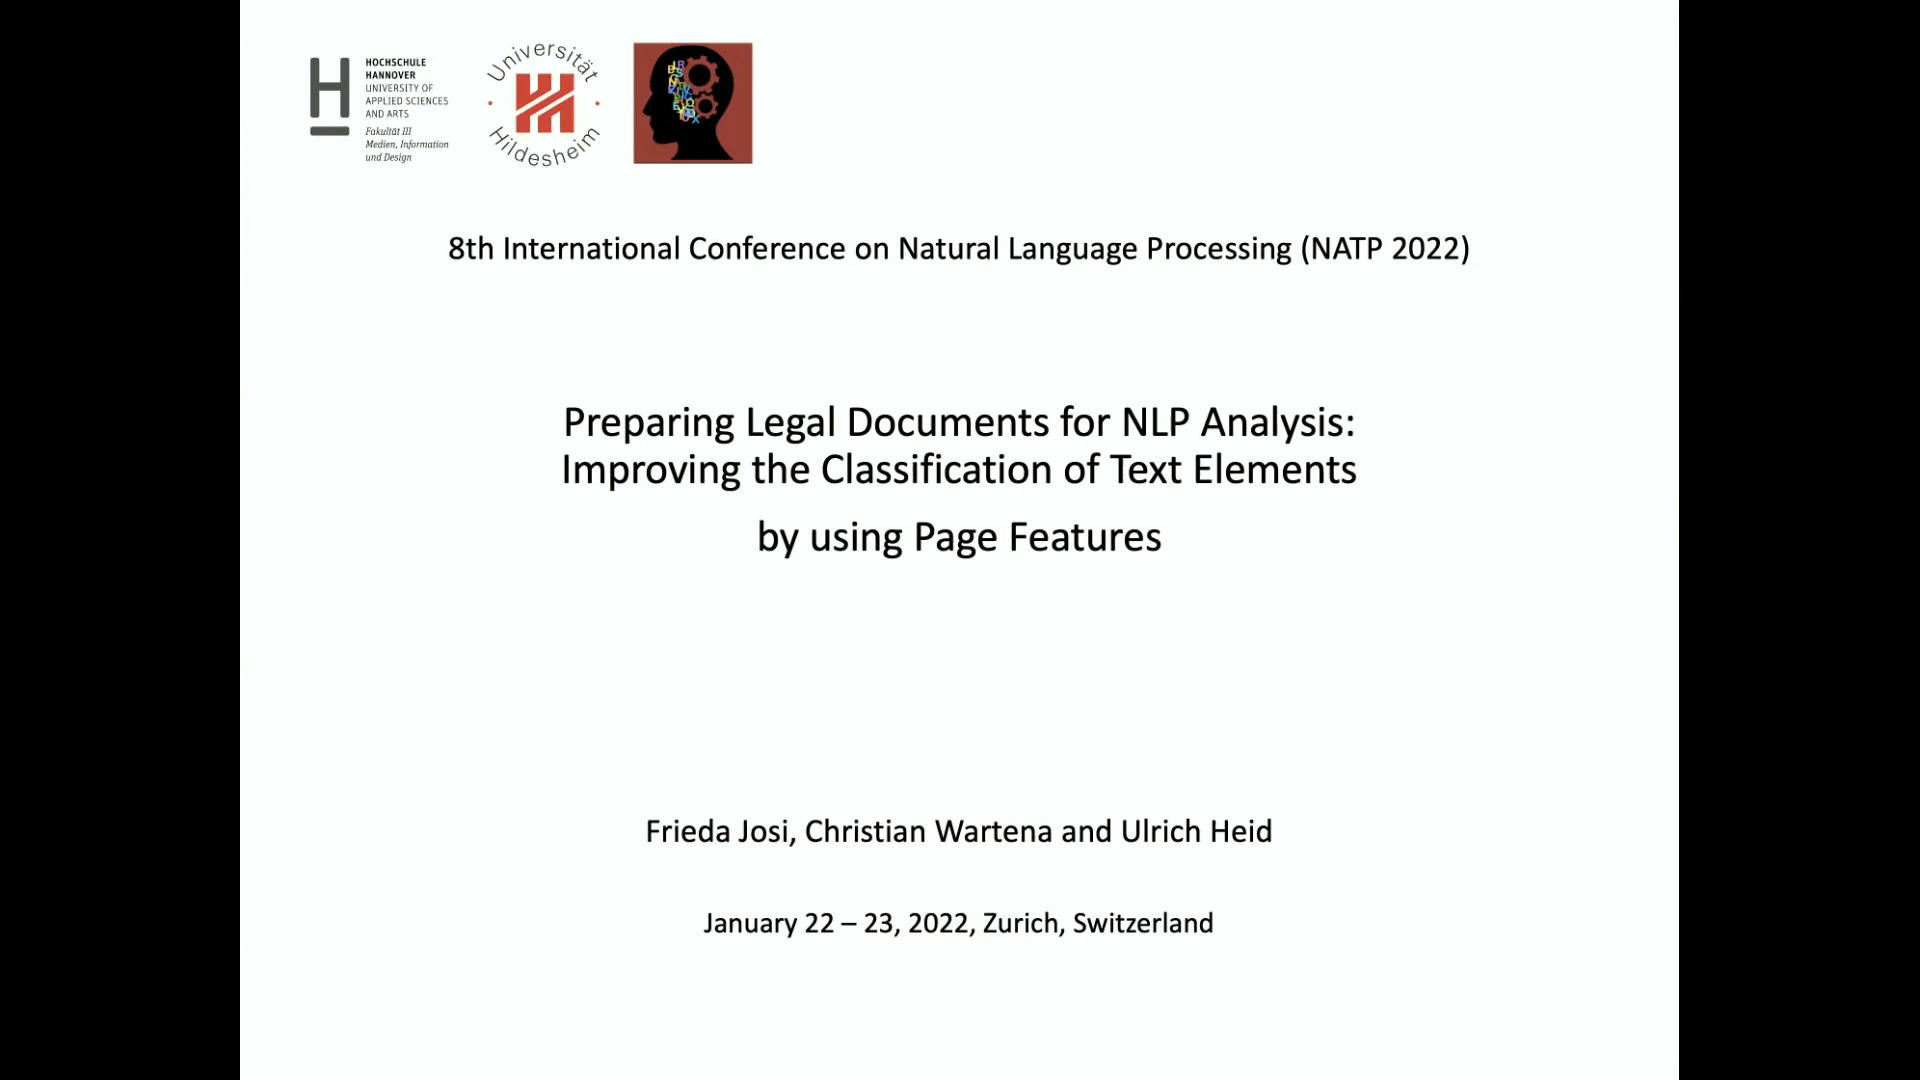 HOCHSCHULE
HANNOVER
UNIVERSITY OF
APPLIED SCIENCES
AND ARTS
Fakultät III
Medien, Information
und Design
Universität
Hildesheim
8th International Conference on Natural Language Processing (NATP 2022)
Preparing Legal Documents for NLP Analysis:
Improving the Classification of Text Elements
by using Page Features
Frieda Josi, Christian Wartena and Ulrich Heid
January 22 – 23, 2022, Zurich, Switzerland